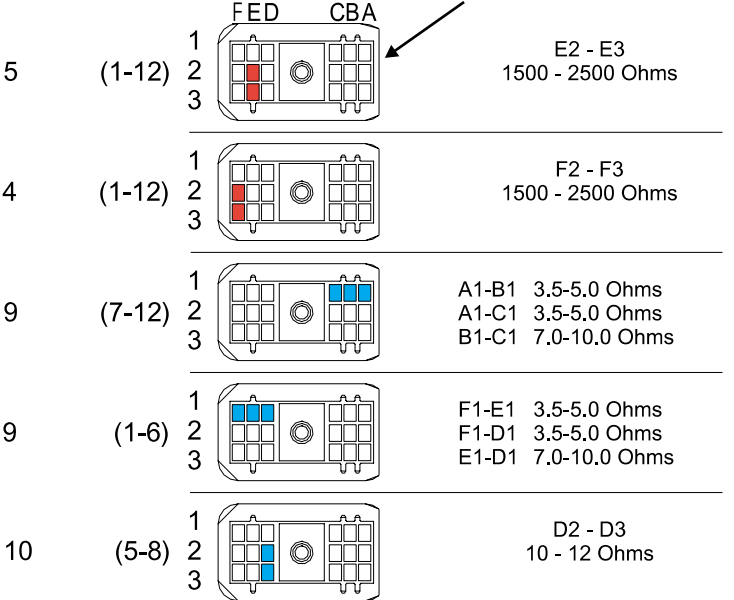 FED CBA
1
5 (1-12) 2 E2 - E3
1500 - 2500 Ohms
3
1
4 (1-12) 2 F2 - F3
1500 - 2500 Ohms
3
1 A1-B1 3.5-5.0 Ohms
9 (7-12) 2 A1-C1 3.5-5.0 Ohms
3 B1-C1 7.0-10.0 Ohms
1 F1-E1 3.5-5.0 Ohms
9 (1-6) 2 F1-D1 3.5-5.0 Ohms
3 E1-D1 7.0-10.0 Ohms
1 D2 - D3
10 (5-8) 2 10 - 12 Ohms
3